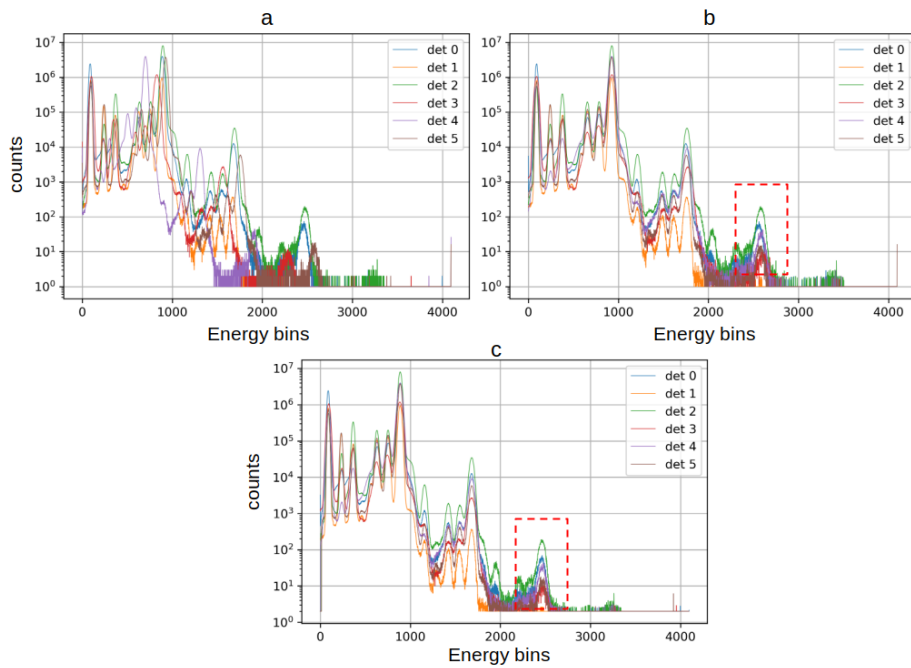 a
counts
10^7
10^6
10^5
10^4
10^3
10^2
10^1
10^0
det 0
det 1
det 2
det 3
det 4
det 5
0
1000
2000
3000
4000
Energy bins
b
10^7
10^6
10^5
10^4
10^3
10^2
10^1
10^0
det 0
det 1
det 2
det 3
det 4
det 5
0
1000
2000
3000
4000
Energy bins
c
counts
10^7
10^6
10^5
10^4
10^3
10^2
10^1
10^0
det 0
det 1
det 2
det 3
det 4
det 5
0
1000
2000
3000
4000
Energy bins